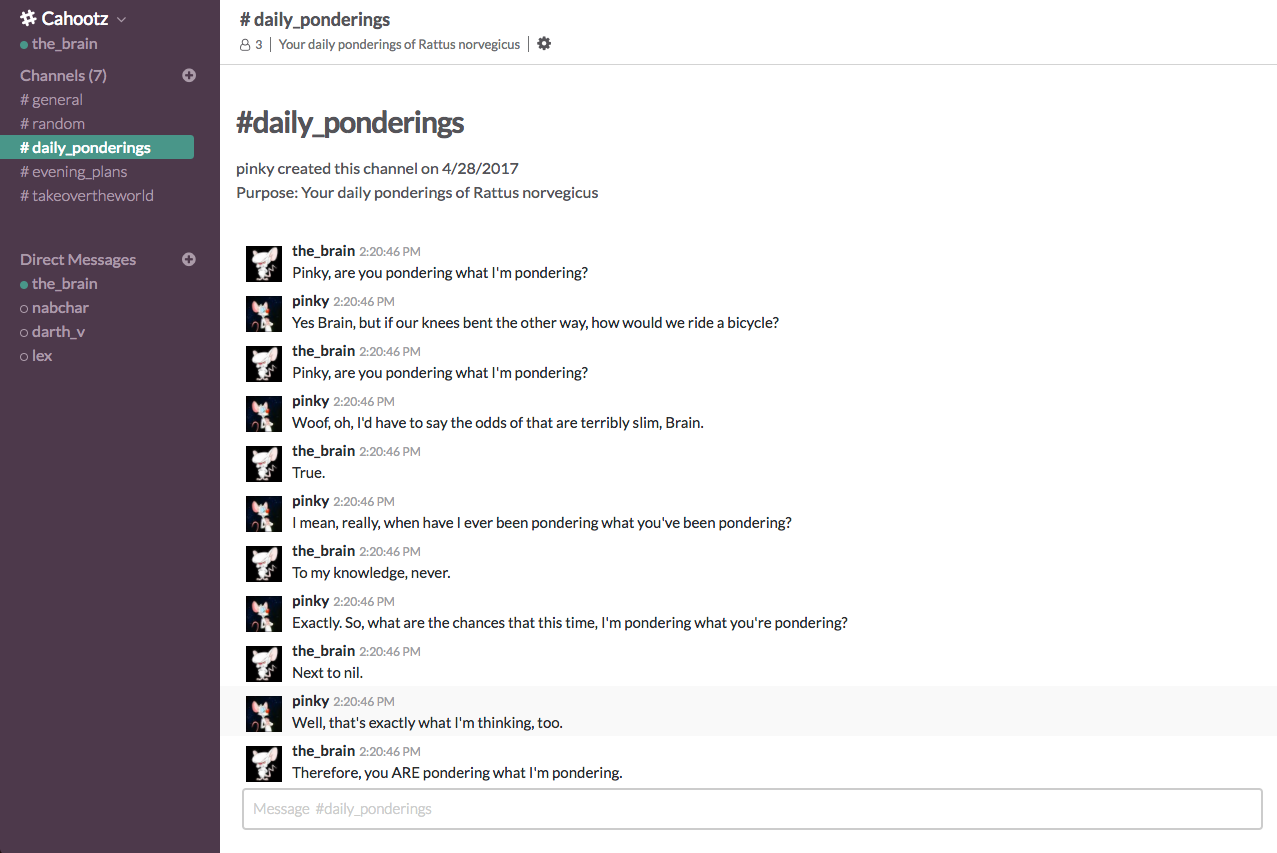 Cahootz
the_brain
Channels (7)
# general
# random
# daily_ponderings
# evening_plans
# takeovertheworld
Direct Messages
the_brain
nabchar
darth_v
lex
# daily_ponderings
3 | Your daily ponderings of Rattus norvegicus |
#daily_ponderings
pinky created this channel on 4/28/2017
Purpose: Your daily ponderings of Rattus norvegicus
the_brain 2:20:46 PM
Pinky, are you pondering what I'm pondering?
pinky 2:20:46 PM
Yes Brain, but if our knees bent the other way, how would we ride a bicycle?
the_brain 2:20:46 PM
Pinky, are you pondering what I'm pondering?
pinky 2:20:46 PM
Woof, oh, I'd have to say the odds of that are terribly slim, Brain.
the_brain 2:20:46 PM
True.
pinky 2:20:46 PM
I mean, really, when have I ever been pondering what you've been pondering?
the_brain 2:20:46 PM
To my knowledge, never.
pinky 2:20:46 PM
Exactly. So, what are the chances that this time, I'm pondering what you're pondering?
the_brain 2:20:46 PM
Next to nil.
pinky 2:20:46 PM
Well, that's exactly what I'm thinking, too.
the_brain 2:20:46 PM
Therefore, you ARE pondering what I'm pondering.
Message #daily_ponderings